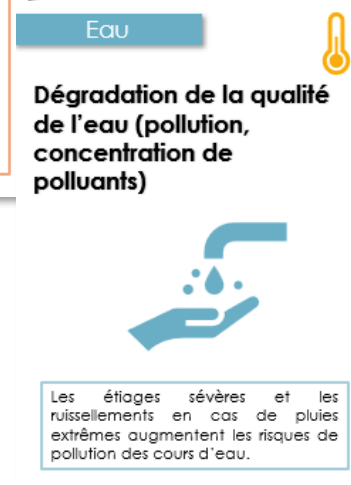 Eau
Dégradation de la qualité
de l'eau (pollution,
concentration de
polluants)
Les étiages sévères et les
ruissellements en cas de pluies
extrêmes augmentent les risques de
pollution des cours d'eau.